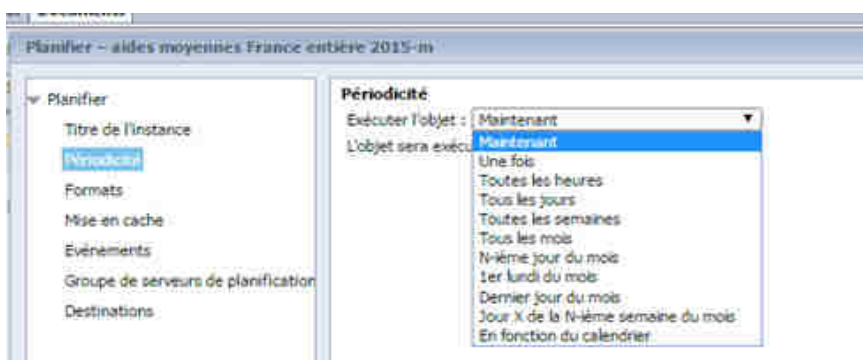 Documents
Planifier – aides moyennes France entière 2015-m
Planifier
Titre de l'instance
Périodicité
Formats
Mise en cache
Evénements
Groupe de serveurs de planification
Destinations
Périodicité
Exécuter l'objet : Maintenant
L'objet sera exécu
Maintenant
Une fois
Toutes les heures
Tous les jours
Toutes les semaines
Tous les mois
N-ième jour du mois
1er lundi du mois
Dernier jour du mois
Jour X de la N-ième semaine du mois
En fonction du calendrier